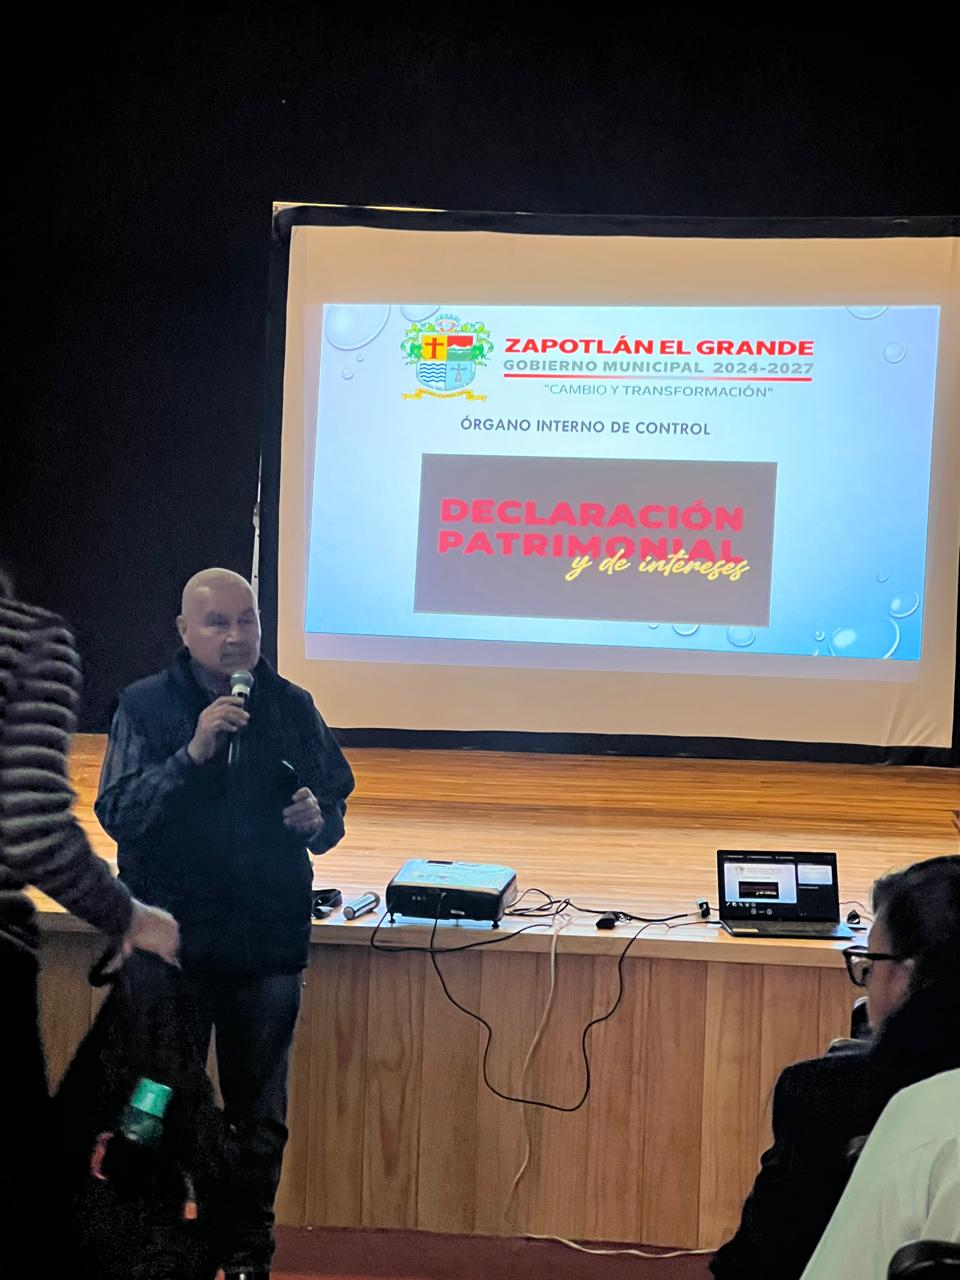 ZAPOTLÁN EL GRANDE
GOBIERNO MUNICIPAL 2024-2027
"CAMBIO Y TRANSFORMACIÓN"
ÓRGANO INTERNO DE CONTROL
DECLARACIÓN
PATRIMONIAL
y de intereses